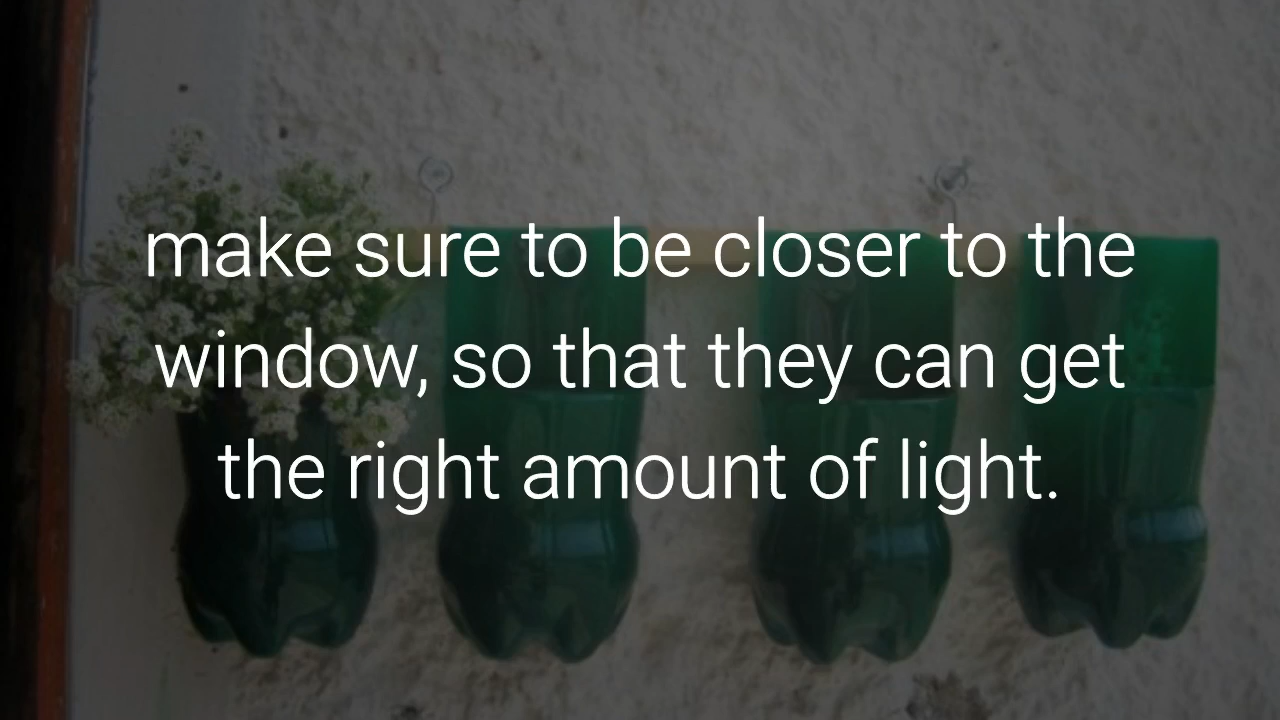 make sure to be closer to the
window, so that they can get
the right amount of light.